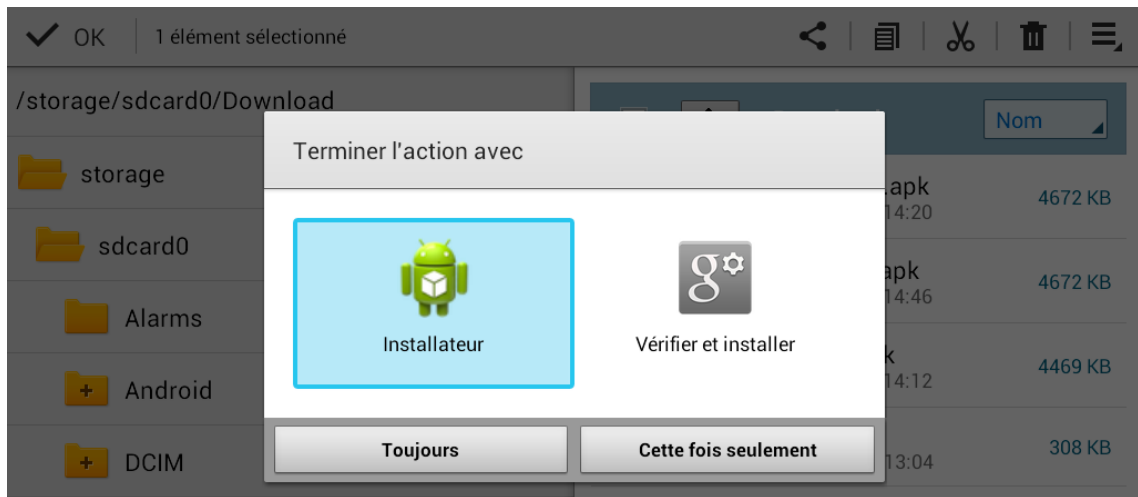 OK
1 élément sélectionné
/storage/sdcard0/Download
Nom
storage
.apk
4672 KB
14:20
sdcard0
apk
4672 KB
14:46
Alarms
k
4469 KB
14:12
Android
308 KB
13:04
DCIM
Terminer l'action avec
Installateur
Vérifier et installer
Toujours
Cette fois seulement